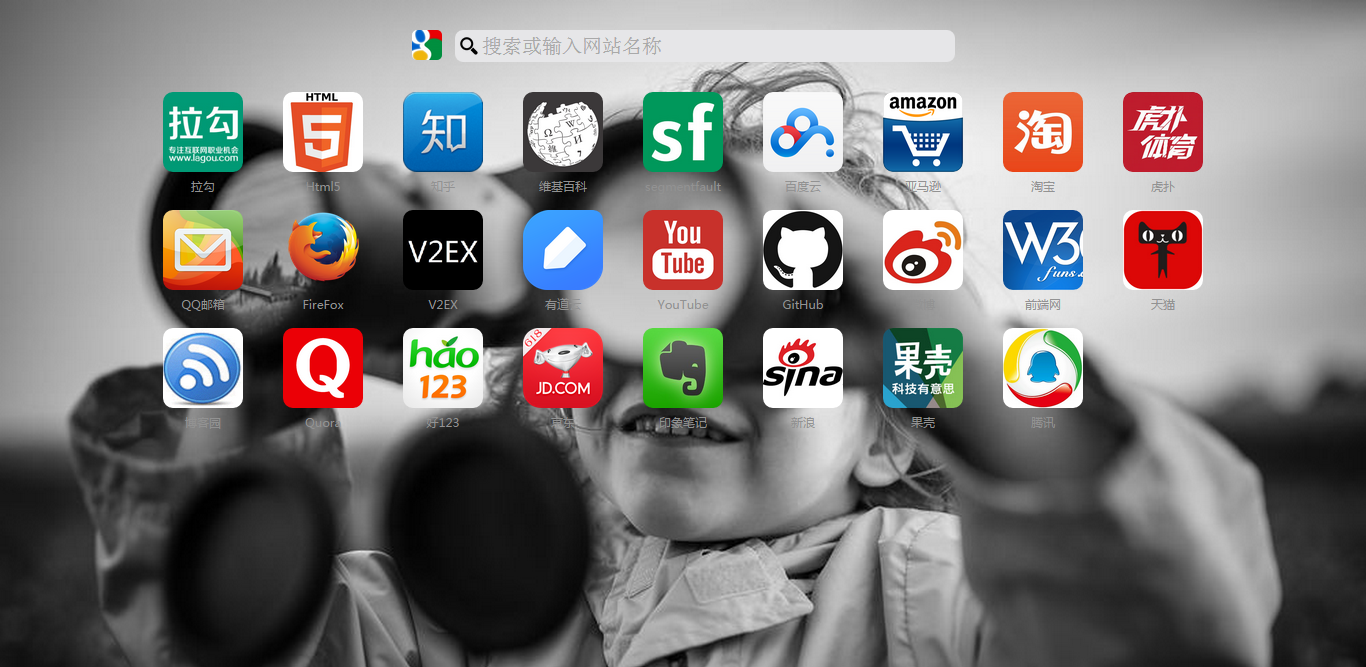 搜索或输入网站名称
拉勾
专注互联网职业机会
www.lagou.com
HTML
5
知
Ω W И 維 7
sf
amazon
淘
虎扑
体育
拉勾
Html5
知乎
维基百科
segmentfault
百度云
亚马逊
淘宝
虎扑
V2EX
You
Tube
W3
funs.
QQ邮箱
FireFox
V2EX
有道云
YouTube
GitHub
前端网
天猫
Q
hao
123
618
JD.COM
sina
果壳
科技有意思
博客园
Quora
好123
京东
印象笔记
新浪
果壳
腾讯